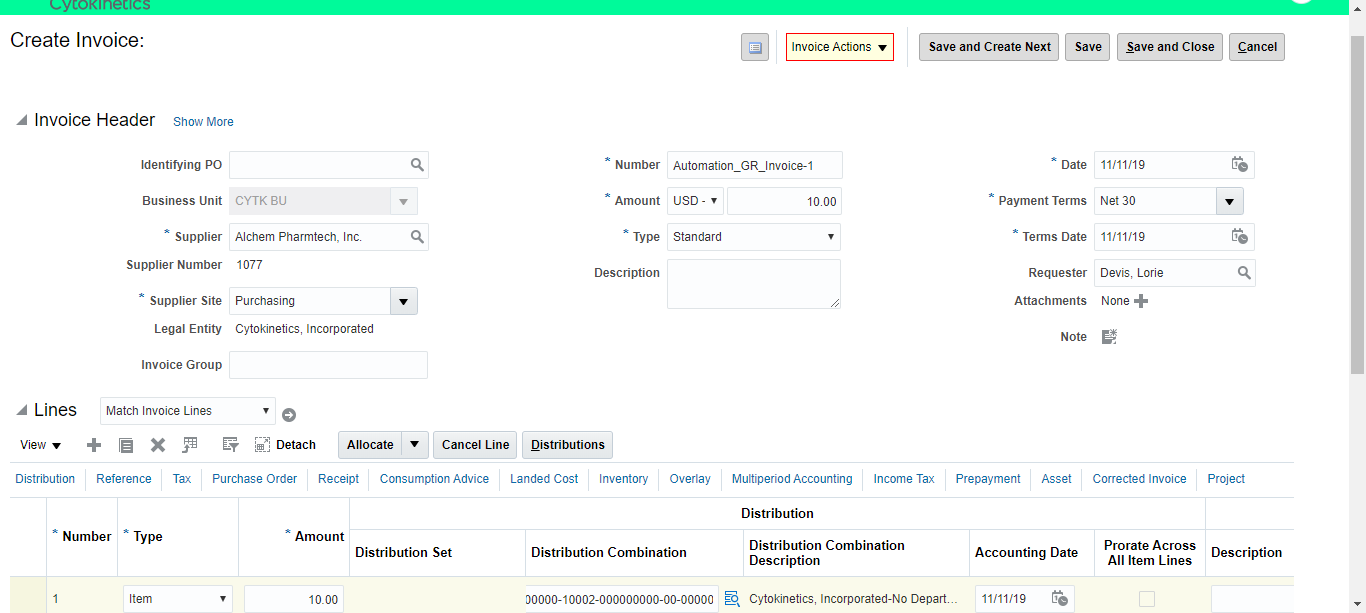 Cytokinetics
Create Invoice:
Invoice Actions
Save and Create Next
Save
Save and Close
Cancel
Invoice Header
Show More
Identifying PO
Business Unit CYTK BU
* Supplier Alchem Pharmtech, Inc.
Supplier Number 1077
* Supplier Site Purchasing
Legal Entity Cytokinetics, Incorporated
Invoice Group
* Number Automation_GR_Invoice-1
* Amount USD - 10.00
* Type Standard
Description
* Date 11/11/19
* Payment Terms Net 30
* Terms Date 11/11/19
Requester Devis, Lorie
Attachments None
Note
Lines Match Invoice Lines
View Detach Allocate Cancel Line Distributions
Distribution Reference Tax Purchase Order Receipt Consumption Advice Landed Cost Inventory Overlay Multiperiod Accounting Income Tax Prepayment Asset Corrected Invoice Project
Distribution
* Number * Type * Amount Distribution Set Distribution Combination Distribution Combination Description Accounting Date Prorate Across All Item Lines Description
1 Item 10.00 00000-10002-000000000-00-00000 Cytokinetics, Incorporated-No Depart... 11/11/19